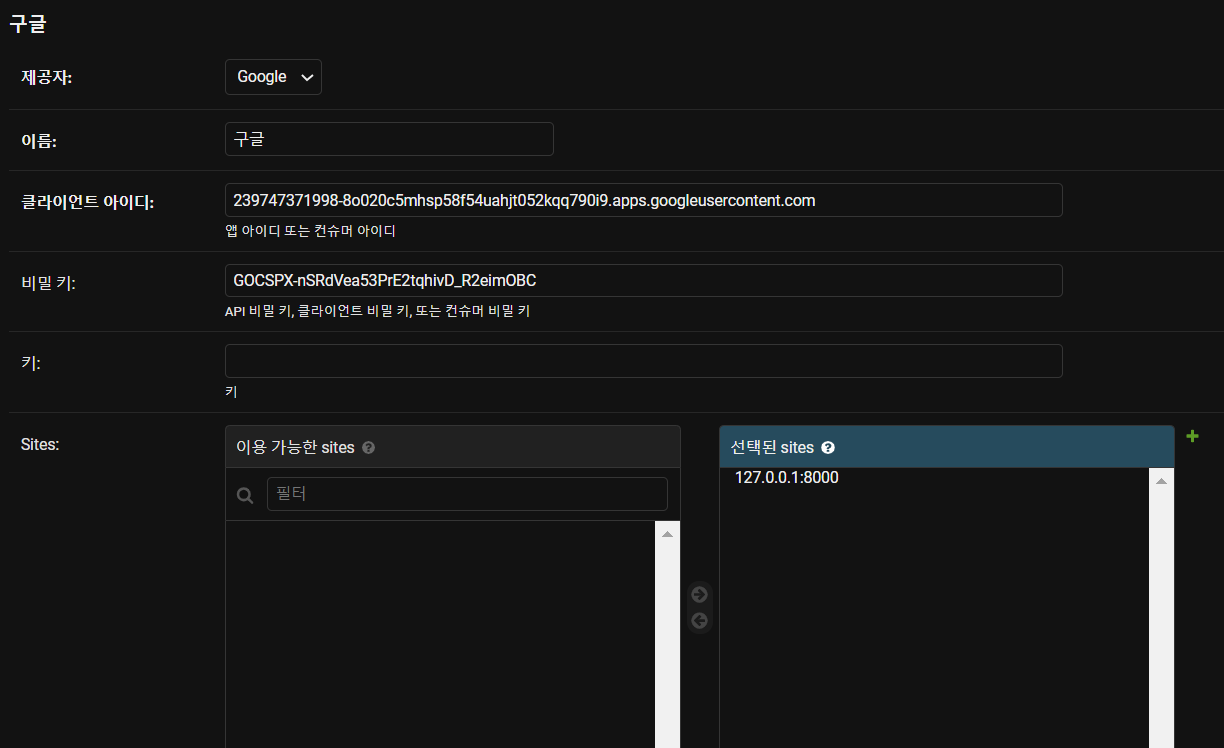 구글
제공자: Google
이름: 구글
클라이언트 아이디: 239747371998-8o020c5mhsp58f54uahjt052kqq790i9.apps.googleusercontent.com
앱 아이디 또는 컨슈머 아이디
비밀 키: 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
API 비밀 키, 클라이언트 비밀 키, 또는 컨슈머 비밀 키
키:
키
Sites: 이용 가능한 sites ? 선택된 sites ?
필터 127.0.0.1:8000